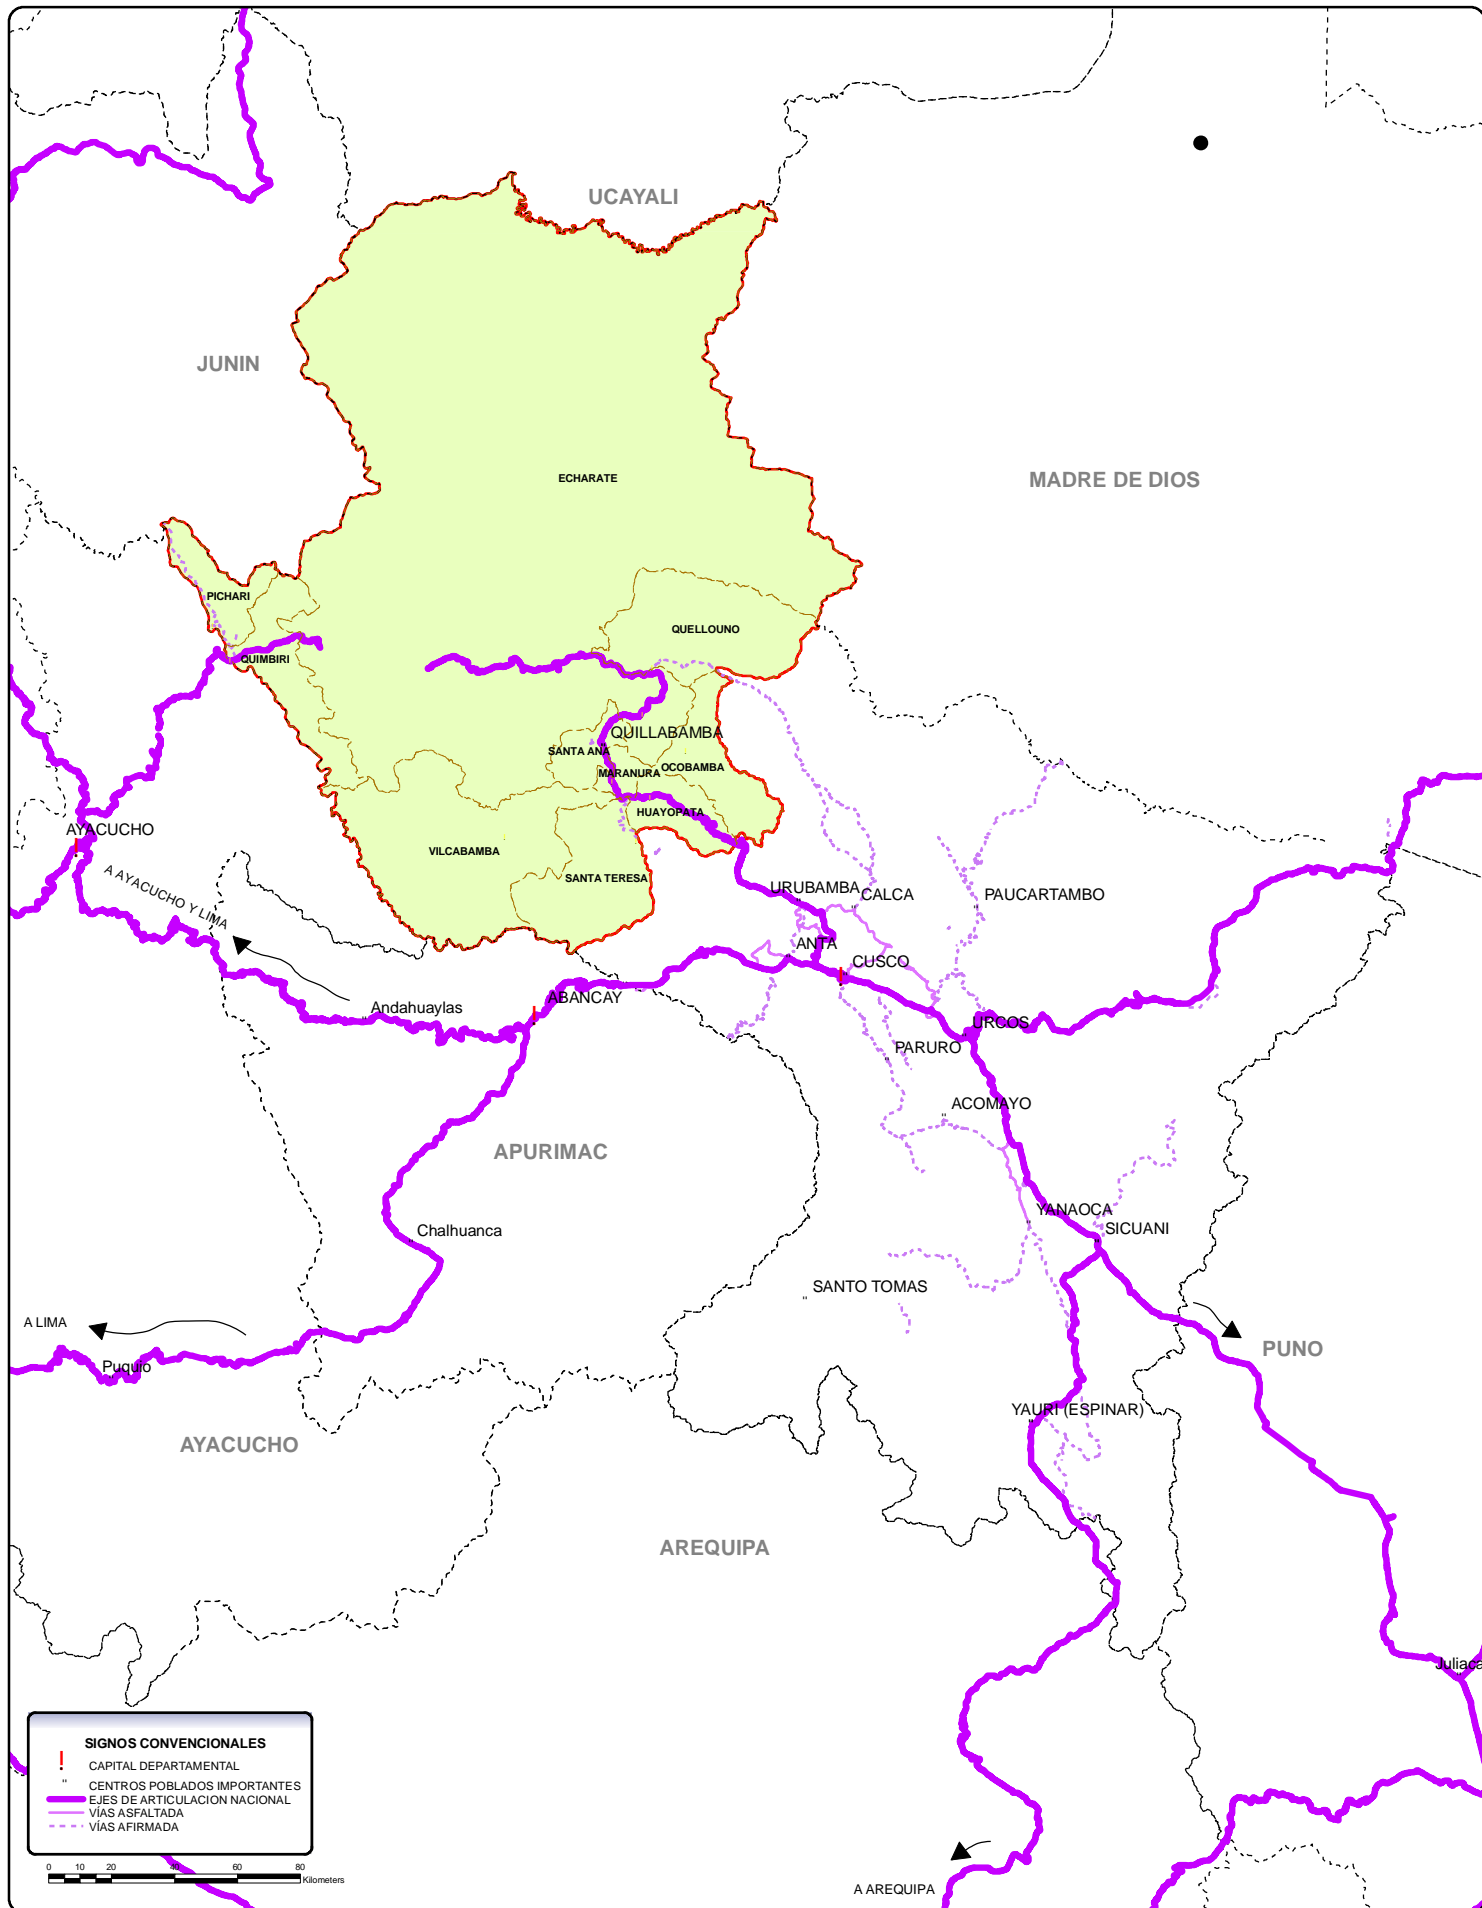 UCAYALI
JUNIN
ECHARATE
MADRE DE DIOS
PICHARI
QUELLOUNO
QUIMBIRI
QUILLABAMBA
SANTA ANA
OCOBAMBA
MARANURA
HUAYOPATA
AYACUCHO
VILCABAMBA
SANTA TERESA
A AYACUCHO Y LIMA
URUBAMBA
CALCA
PAUCARTAMBO
ANTA
CUSCO
ABANCAY
Andahuaylas
URCOS
PARURO
ACOMAYO
APURIMAC
YANAOCA
SICUANI
Chalhuanca
SANTO TOMAS
A LIMA
PUNO
Puquio
YAURI (ESPINAR)
AYACUCHO
AREQUIPA
Juliaca
SIGNOS CONVENCIONALES
! CAPITAL DEPARTAMENTAL
" CENTROS POBLADOS IMPORTANTES
EJES DE ARTICULACION NACIONAL
VÍAS ASFALTADA
VÍAS AFIRMADA
0 10 20 40 60 80
Kilometers
A AREQUIPA